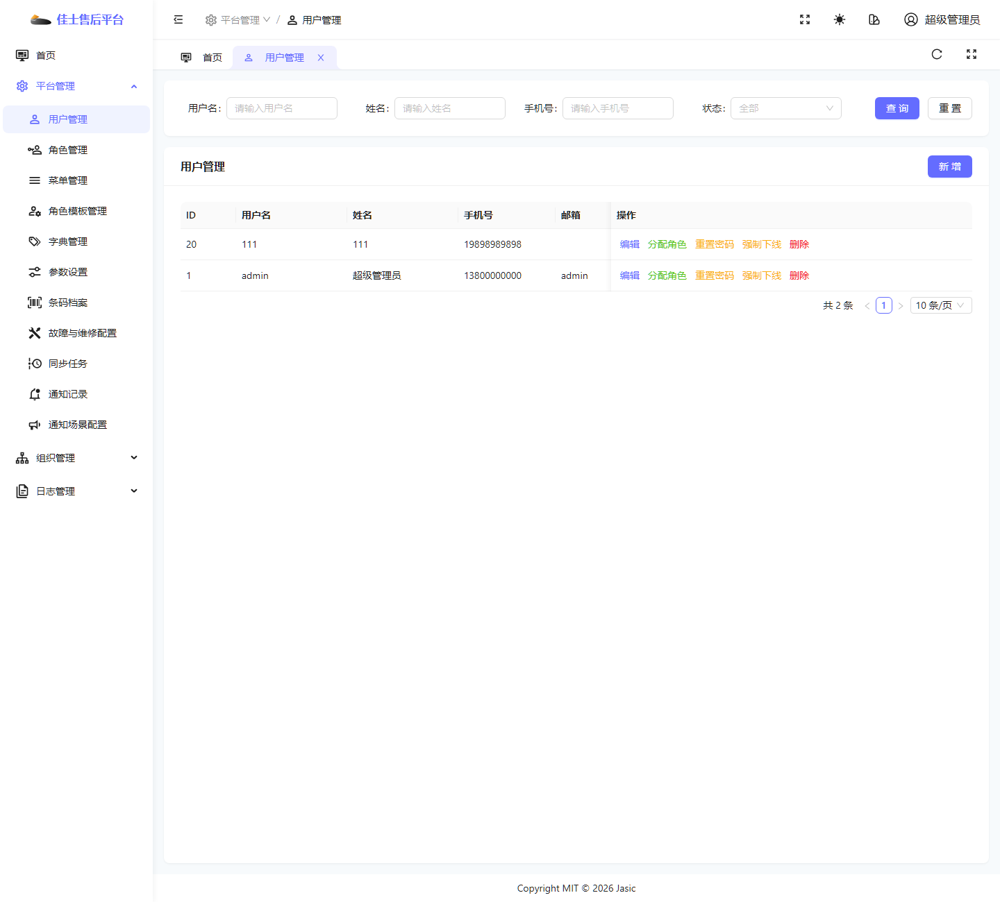 佳士售后平台
平台管理 / 用户管理
超级管理员
首页
用户管理
首页
平台管理
用户管理
角色管理
菜单管理
角色模板管理
字典管理
参数设置
条码档案
故障与维修配置
同步任务
通知记录
通知场景配置
组织管理
日志管理
用户名: 请输入用户名 姓名: 请输入姓名 手机号: 请输入手机号 状态: 全部 查 询 重 置
用户管理 新 增
ID 用户名 姓名 手机号 邮箱 操作
20 111 111 19898989898 编辑 分配角色 重置密码 强制下线 删除
1 admin 超级管理员 13800000000 admin 编辑 分配角色 重置密码 强制下线 删除
共 2 条 < 1 > 10 条/页
Copyright MIT © 2026 Jasic